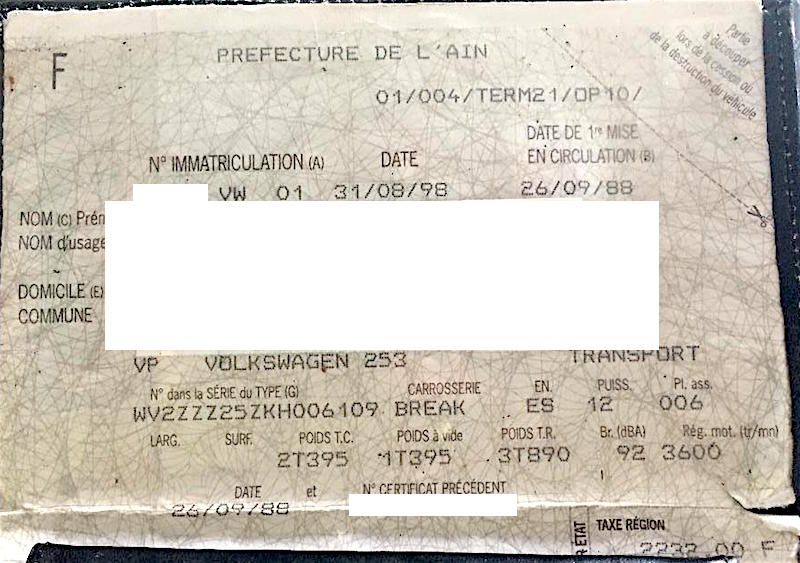 F
PREFECTURE DE L'AIN
Partie
à découper
lors de la cession ou
de la destruction du véhicule
01/004/TERM21/OP10/
DATE DE 1re MISE
N° IMMATRICULATION (A) DATE EN CIRCULATION (B)
VW 01 31/08/98 26/09/88
NOM (C) Prén
NOM d'usage
DOMICILE (E)
COMMUNE
VP VOLKSWAGEN 253 TRANSPORT
N° dans la SÉRIE du TYPE (G) CARROSSERIE EN. PUISS. Pl. ass.
WV2ZZZ25ZKH006109 BREAK ES 12 006
LARG. SURF. POIDS T.C. POIDS à vide POIDS T.R. Br. (dBA) Rég. mot. (tr/mn)
2T395 1T395 3T890 92 3600
DATE et N° CERTIFICAT PRÉCÉDENT
26/09/88
R ETAT TAXE RÉGION
2232.00 F